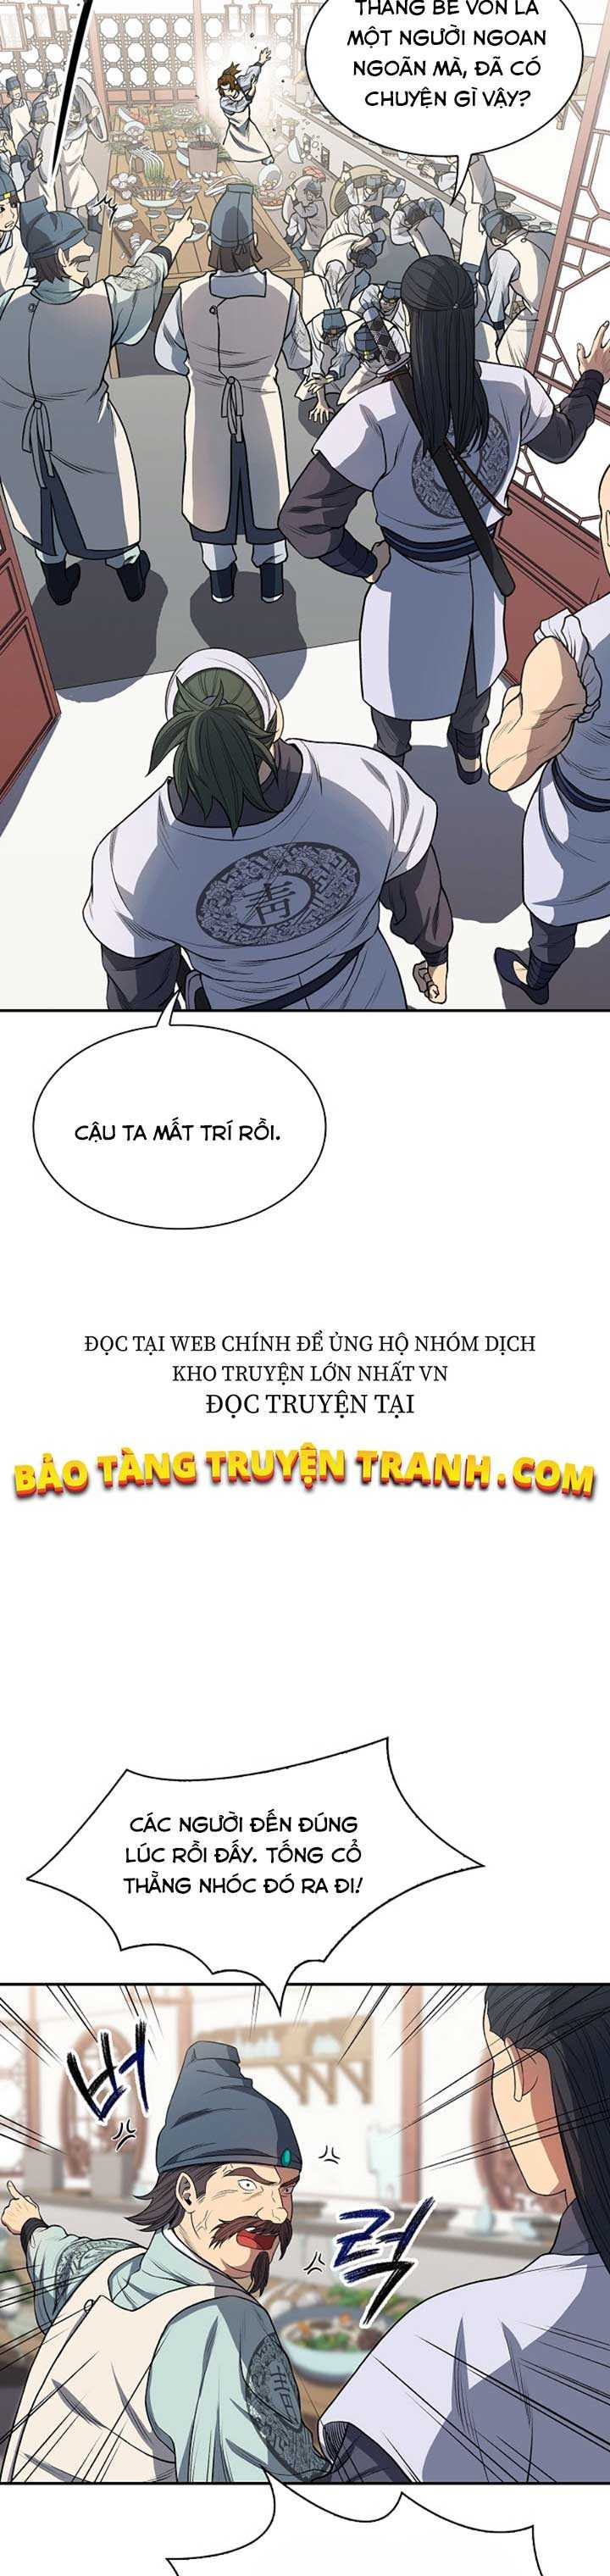 THẰNG BÉ VỐN LÀ
MỘT NGƯỜI NGOAN
NGOÃN MÀ, ĐÃ CÓ
CHUYỆN GÌ VẬY?
青
CẬU TA MẤT TRÍ RỒI.
ĐỌC TẠI WEB CHÍNH ĐỂ ỦNG HỘ NHÓM DỊCH
KHO TRUYỆN LỚN NHẤT VN
ĐỌC TRUYỆN TẠI
BẢO TÀNG TRUYỆN TRANH.COM
CÁC NGƯỜI ĐẾN ĐÚNG
LÚC RỒI ĐẤY. TỐNG CỔ
THẰNG NHÓC ĐÓ RA ĐI!
버
럭